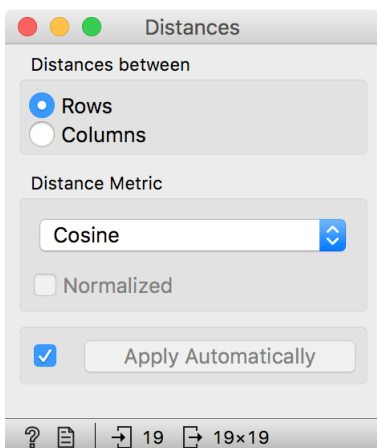 Distances
Distances between
Rows
Columns
Distance Metric
Cosine
Normalized
Apply Automatically
? 19 19×19